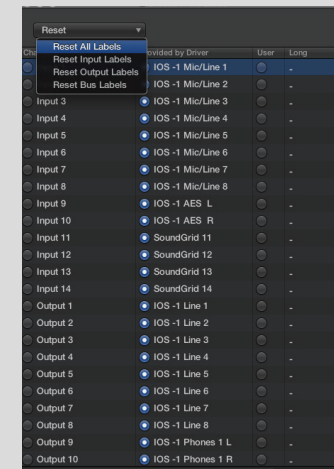 Reset
Reset All Labels
Reset Input Labels
Reset Output Labels
Reset Bus Labels
Provided by Driver User Long
IOS -1 Mic/Line 1 -
IOS -1 Mic/Line 2 -
Input 3 IOS -1 Mic/Line 3 -
Input 4 IOS -1 Mic/Line 4 -
Input 5 IOS -1 Mic/Line 5 -
Input 6 IOS -1 Mic/Line 6 -
Input 7 IOS -1 Mic/Line 7 -
Input 8 IOS -1 Mic/Line 8 -
Input 9 IOS -1 AES L -
Input 10 IOS -1 AES R -
Input 11 SoundGrid 11 -
Input 12 SoundGrid 12 -
Input 13 SoundGrid 13 -
Input 14 SoundGrid 14 -
Output 1 IOS -1 Line 1 -
Output 2 IOS -1 Line 2 -
Output 3 IOS -1 Line 3 -
Output 4 IOS -1 Line 4 -
Output 5 IOS -1 Line 5 -
Output 6 IOS -1 Line 6 -
Output 7 IOS -1 Line 7 -
Output 8 IOS -1 Line 8 -
Output 9 IOS -1 Phones 1 L -
Output 10 IOS -1 Phones 1 R -